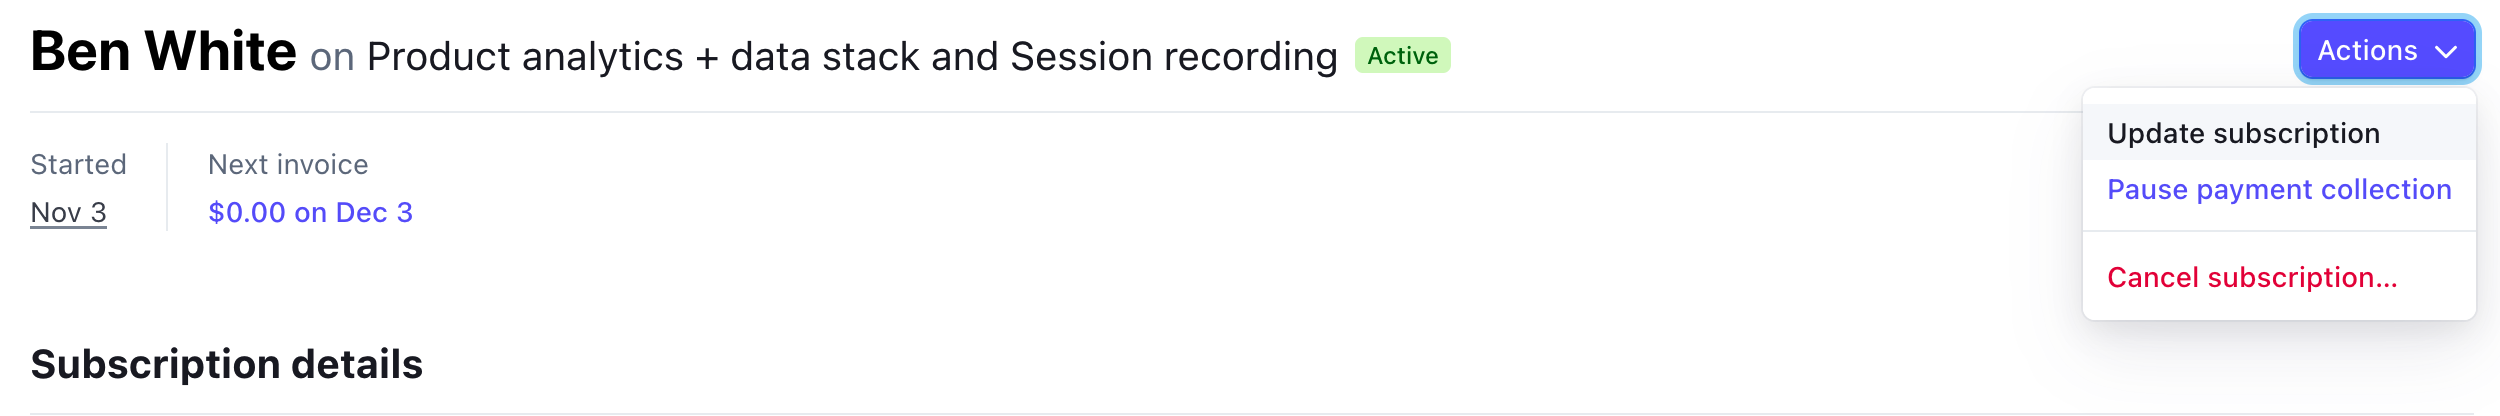 Ben White on Product analytics + data stack and Session recording Active
Actions
Update subscription
Pause payment collection
Cancel subscription...
Started
Nov 3
Next invoice
$0.00 on Dec 3
Subscription details